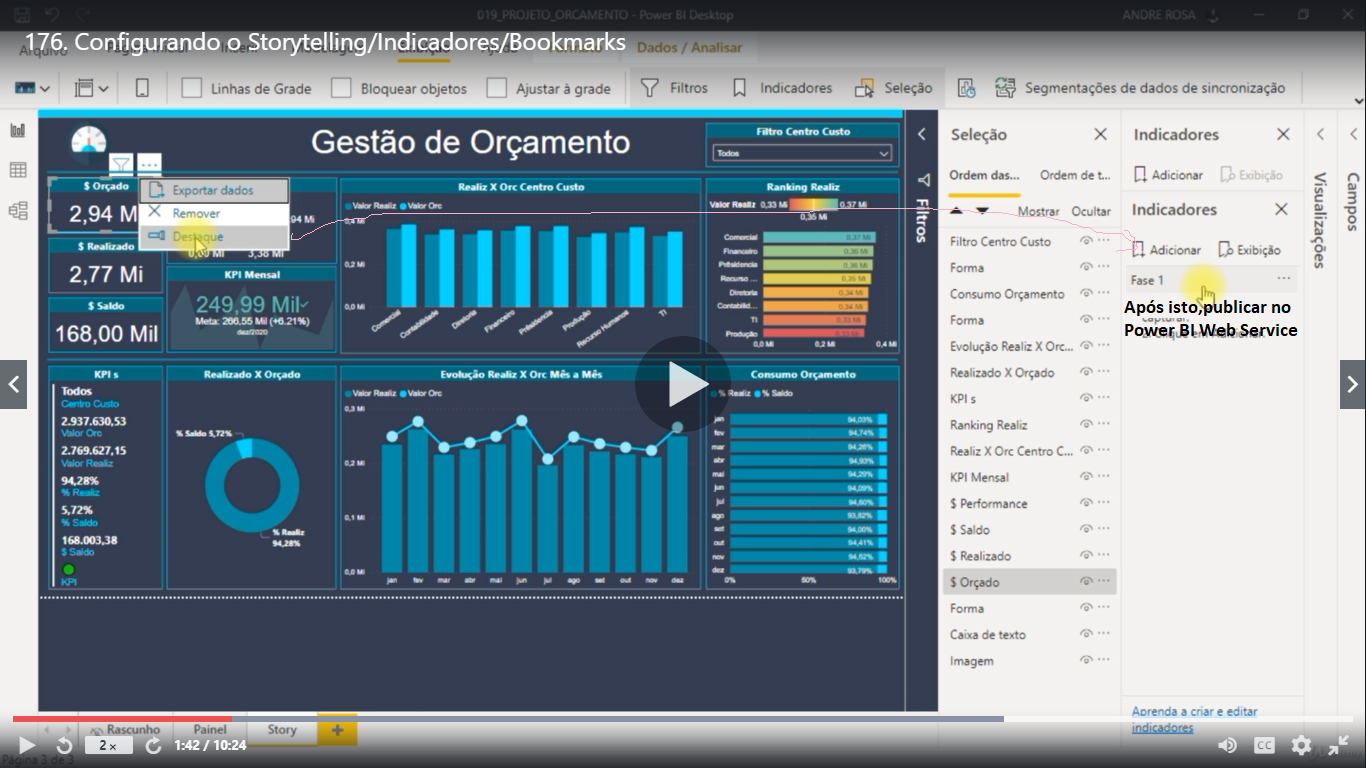 019_PROJETO_ORCAMENTO - Power BI Desktop
ANDRE ROSA
176. Configurando o Storytelling/Indicadores/Bookmarks
Arquivo
Dados / Analisar
Linhas de Grade
Bloquear objetos
Ajustar à grade
Filtros
Indicadores
Seleção
Segmentações de dados de sincronização
Gestão de Orçamento
Filtro Centro Custo
Todos
$ Orçado
2,94 M
Exportar dados
Remover
Destaque
94 Mi
0,00 Mi
3,38 Mi
$ Realizado
2,77 Mi
$ Saldo
168,00 Mil
KPI Mensal
249,99 Mil
Meta: 266,55 Mil (+6.21%)
dez/2020
Realiz X Orc Centro Custo
Valor Realiz
Valor Orc
0,4 Mi
0,2 Mi
0,0 Mi
Comercial
Contabilidade
Diretoria
Financeiro
Présidencia
Produção
Recurso Humanos
TI
Ranking Realiz
Valor Realiz 0,33 Mi 0,37 Mi
0,35 Mi
Comercial 0,37 Mi
Financeiro 0,36 Mi
Présidencia 0,36 Mi
Recurso ... 0,35 Mi
Diretoria 0,34 Mi
Contabilid... 0,34 Mi
TI 0,33 Mi
Produção 0,33 Mi
0,0 Mi 0,2 Mi 0,4 Mi
KPI s
Todos
Centro Custo
2.937.630,53
Valor Orc
2.769.627,15
Valor Realiz
94,28%
% Realiz
5,72%
% Saldo
168.003,38
$ Saldo
KPI
Realizado X Orçado
% Saldo 5,72%
% Realiz
94,28%
Evolução Realiz X Orc Mês a Mês
Valor Realiz
Valor Orc
0,3 Mi
0,2 Mi
0,1 Mi
0,0 Mi
jan fev mar abr mai jun jul ago set out nov dez
Consumo Orçamento
% Realiz
% Saldo
jan 94,03%
fev 94,74%
mar 94,26%
abr 94,93%
mai 94,29%
jun 94,09%
jul 94,60%
ago 93,82%
set 94,00%
out 94,41%
nov 94,52%
dez 93,79%
0% 50% 100%
Filtros
Seleção
Ordem das...
Ordem de t...
Mostrar
Ocultar
Filtro Centro Custo
Forma
Consumo Orçamento
Forma
Evolução Realiz X Orc...
Realizado X Orçado
KPI s
Ranking Realiz
Realiz X Orc Centro C...
KPI Mensal
$ Performance
$ Saldo
$ Realizado
$ Orçado
Forma
Caixa de texto
Imagem
Indicadores
Adicionar
Exibição
Indicadores
Adicionar
Exibição
Fase 1
Após isto,publicar no
Power BI Web Service
Aprenda a criar e editar
indicadores
Visualizações
Campos
Rascunho
Painel
Story
2x
1:42 / 10:24
CC
Página 3 de 3